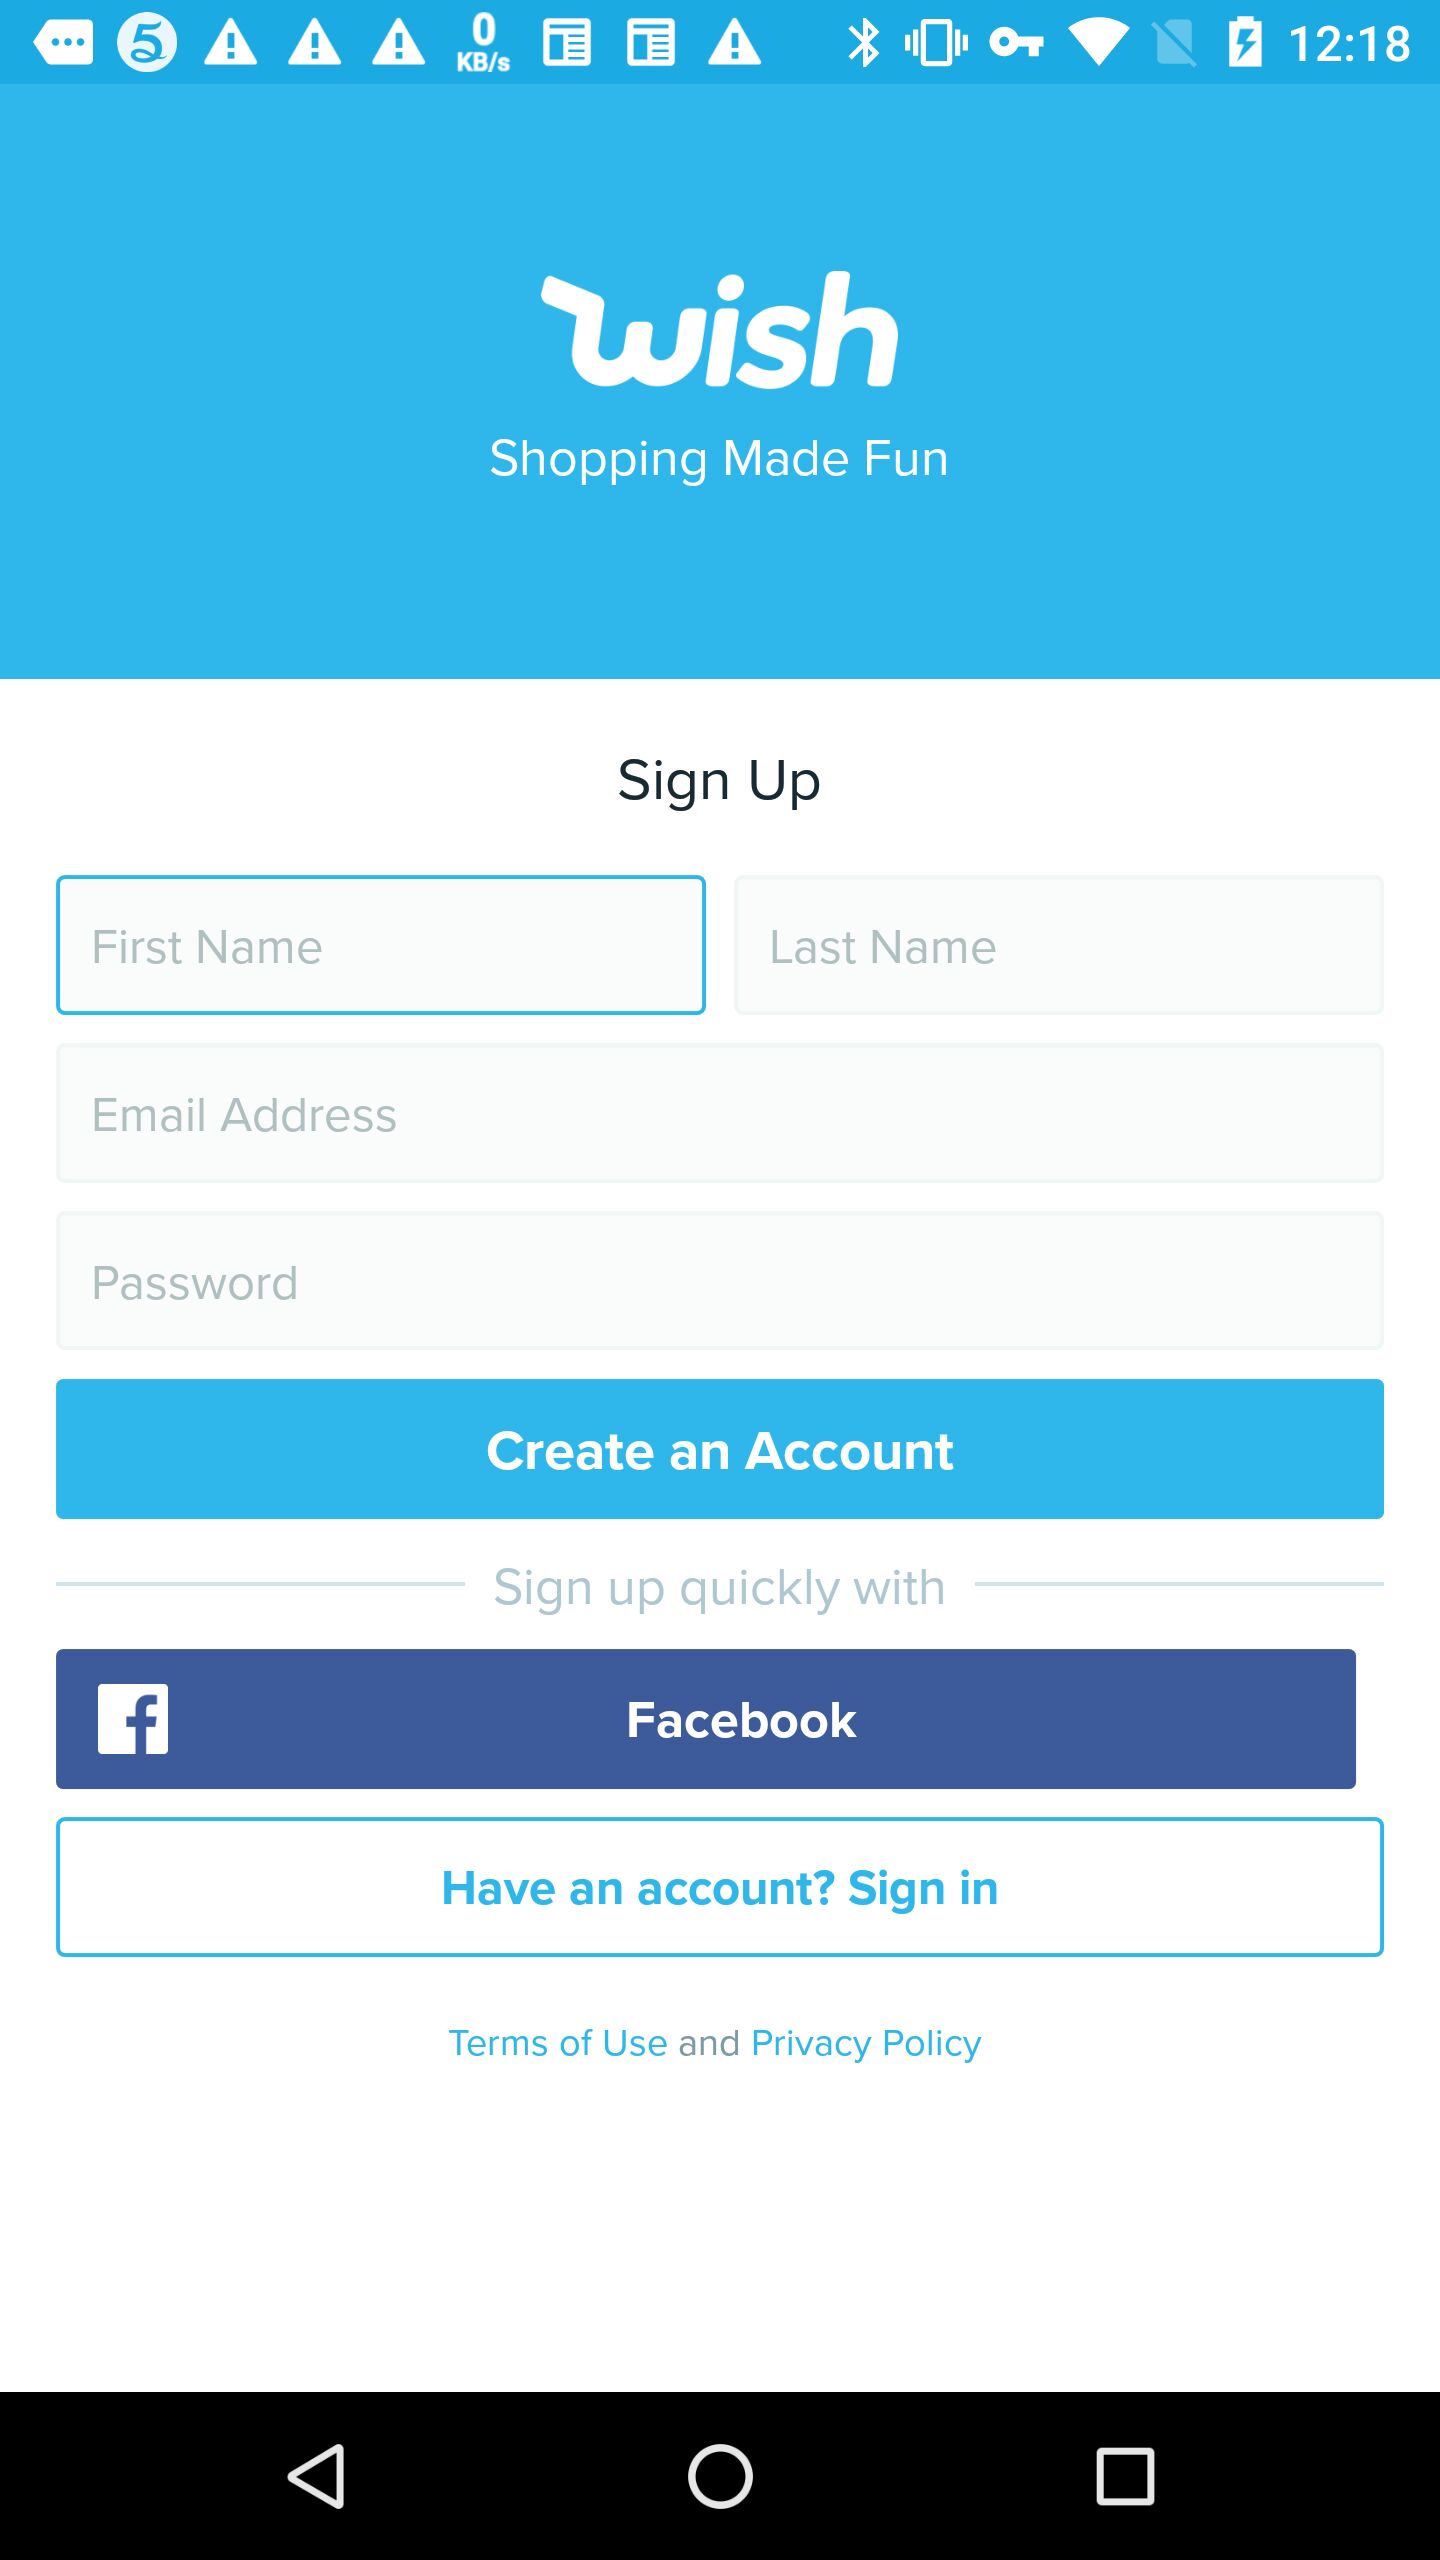 5 0 KB/s 12:18
wish
Shopping Made Fun
Sign Up
First Name Last Name
Email Address
Password
Create an Account
Sign up quickly with
f Facebook
Have an account? Sign in
Terms of Use and Privacy Policy